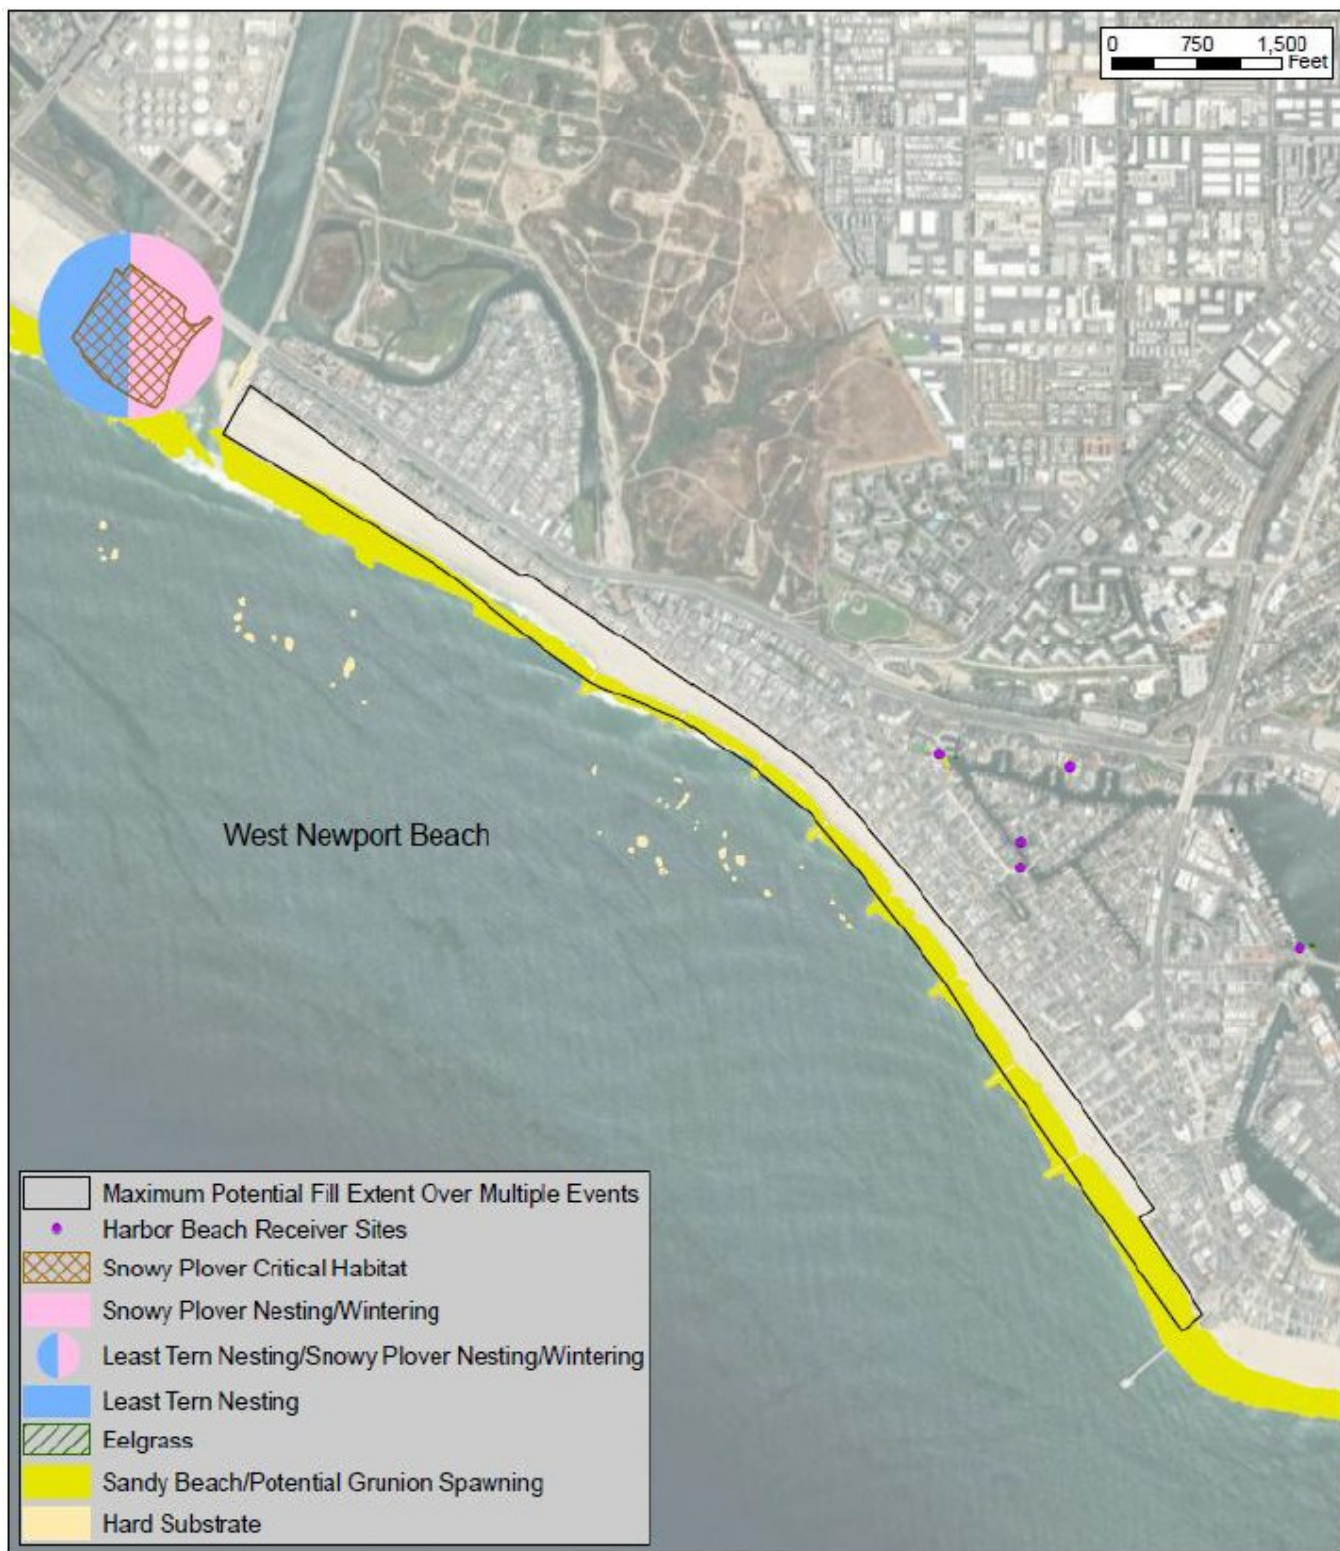 0 750 1,500
Feet
West Newport Beach
Maximum Potential Fill Extent Over Multiple Events
Harbor Beach Receiver Sites
Snowy Plover Critical Habitat
Snowy Plover Nesting/Wintering
Least Tern Nesting/Snowy Plover Nesting/Wintering
Least Tern Nesting
Eelgrass
Sandy Beach/Potential Grunion Spawning
Hard Substrate